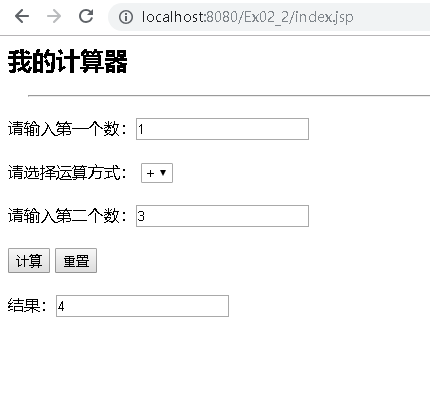 localhost:8080/Ex02_2/index.jsp
我的计算器
请输入第一个数：1
请选择运算方式： +
请输入第二个数：3
计算 重置
结果：4